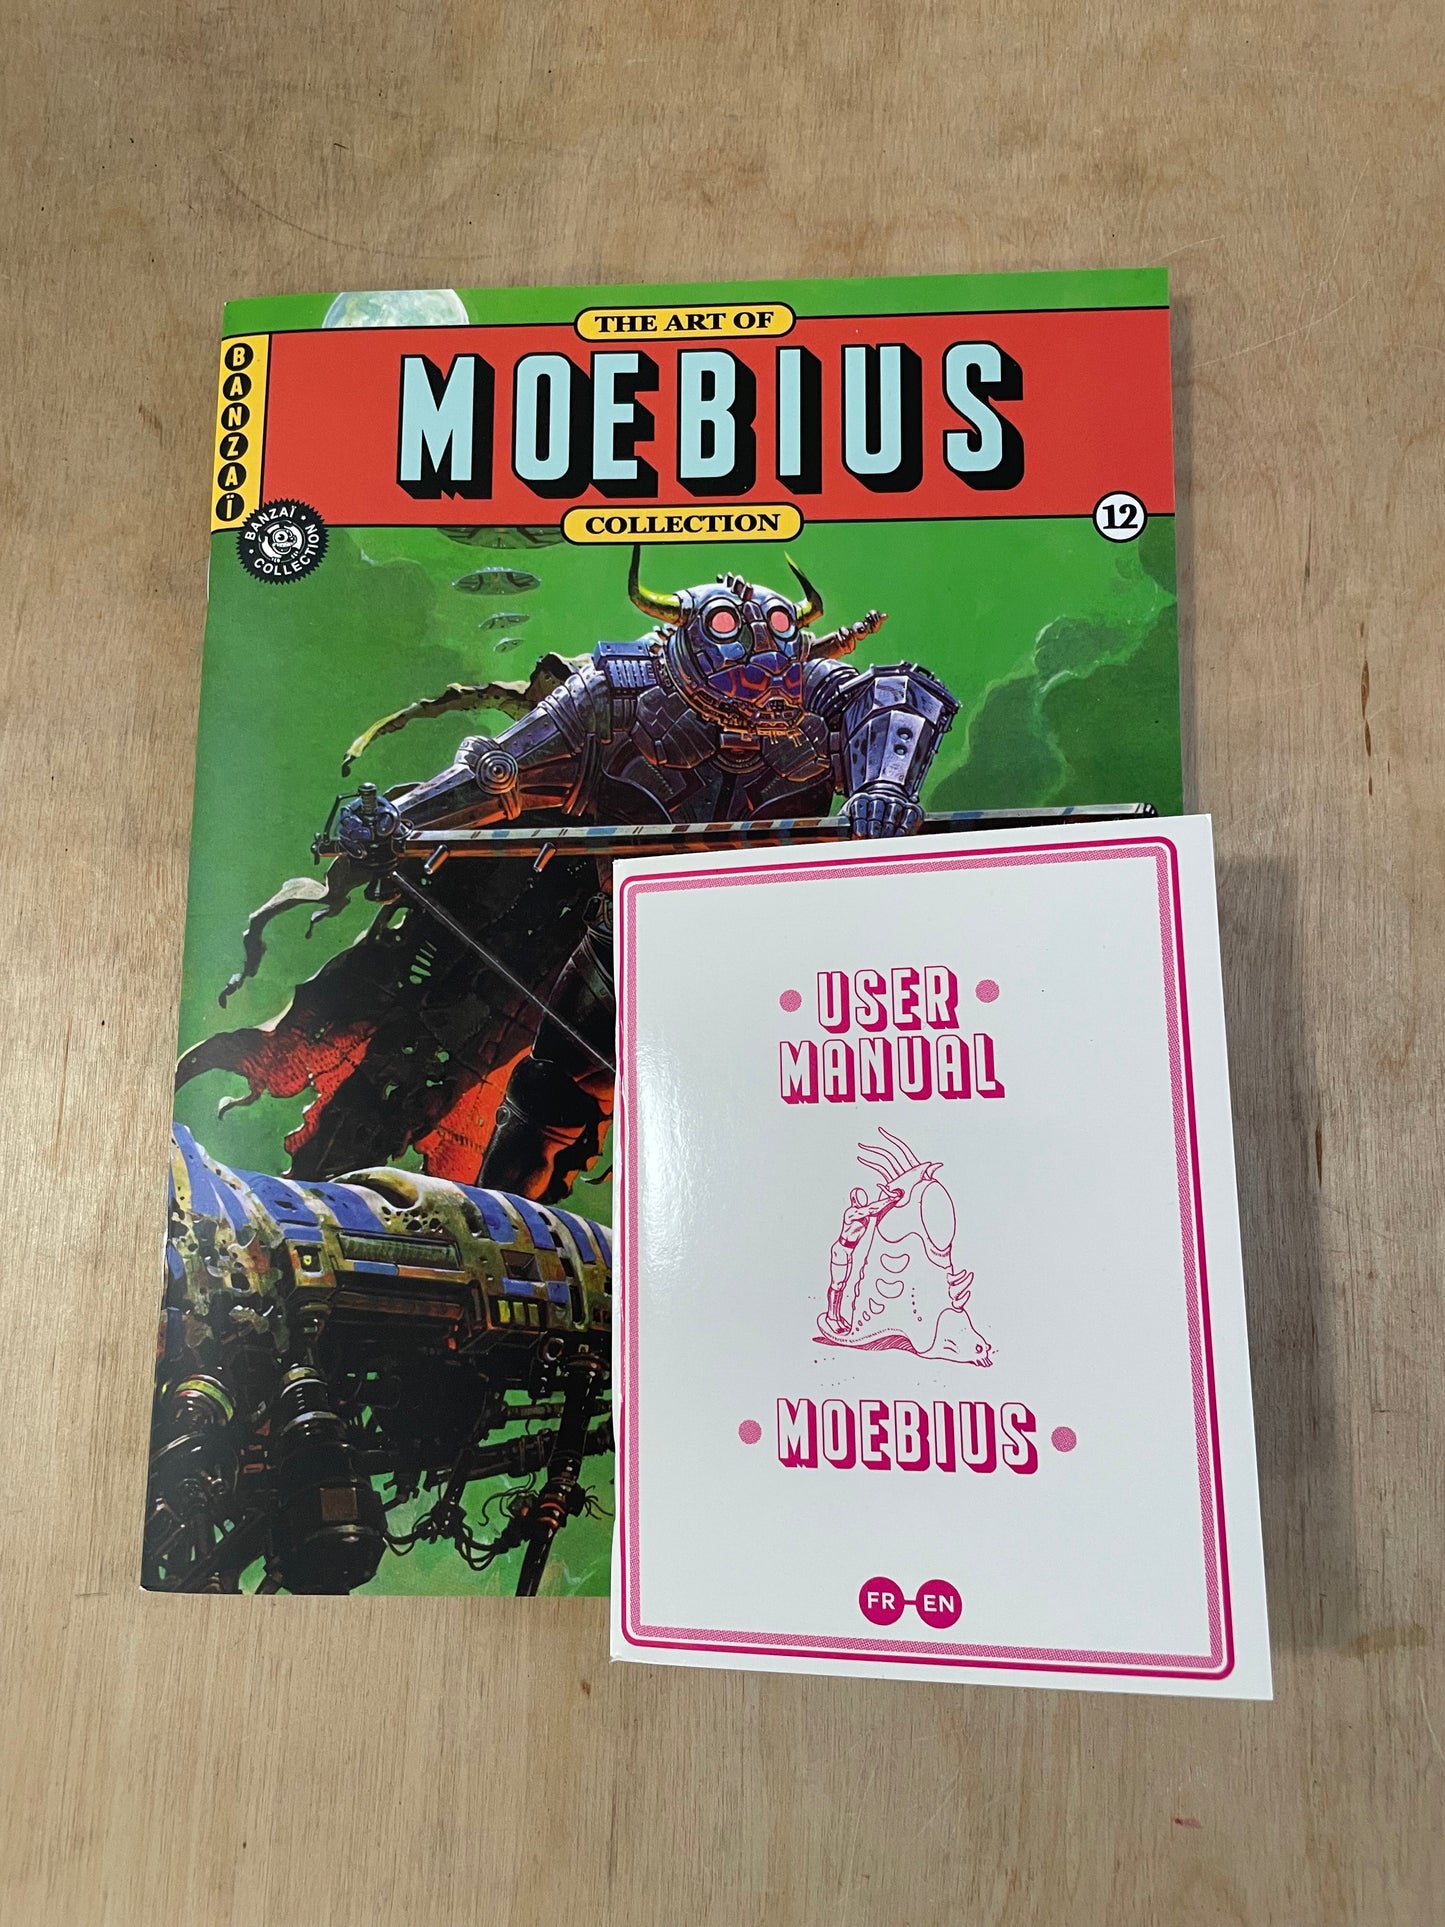 THE ART OF
MOEBIUS
COLLECTION
BANZAÏ
BANZAÏ COLLECTION
12
USER
MANUAL
MOEBIUS
FR-EN